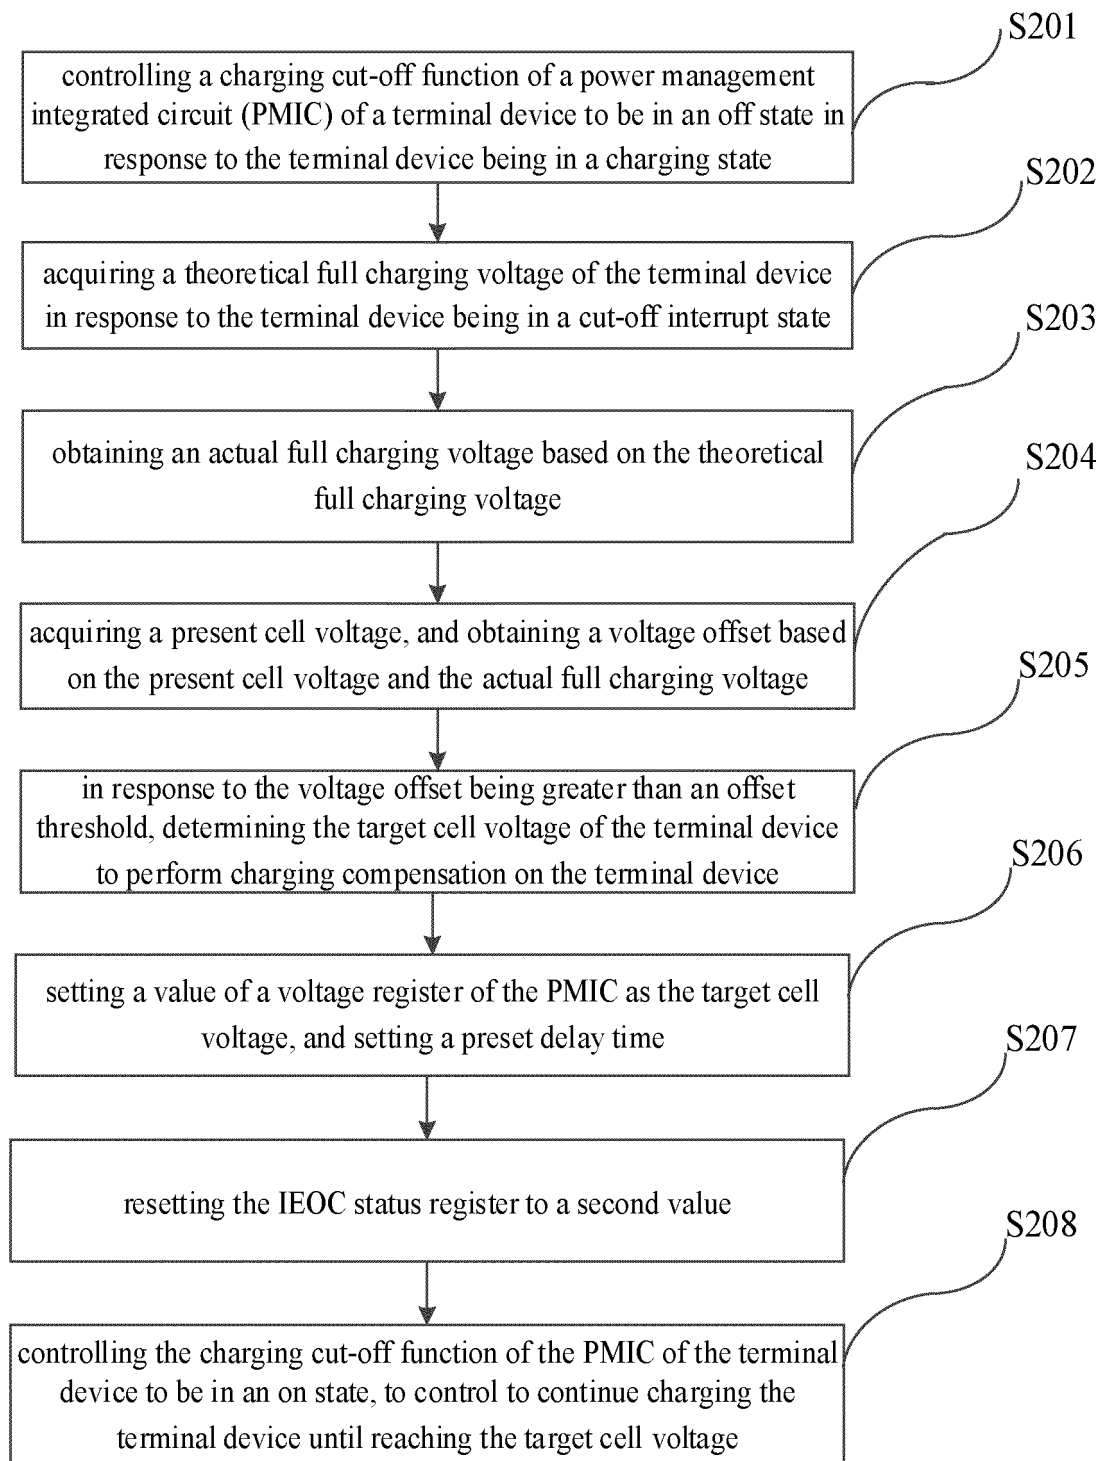 S201
controlling a charging cut-off function of a power management
integrated circuit (PMIC) of a terminal device to be in an off state in
response to the terminal device being in a charging state
S202
acquiring a theoretical full charging voltage of the terminal device
in response to the terminal device being in a cut-off interrupt state
S203
obtaining an actual full charging voltage based on the theoretical
full charging voltage
S204
acquiring a present cell voltage, and obtaining a voltage offset based
on the present cell voltage and the actual full charging voltage
S205
in response to the voltage offset being greater than an offset
threshold, determining the target cell voltage of the terminal device
to perform charging compensation on the terminal device
S206
setting a value of a voltage register of the PMIC as the target cell
voltage, and setting a preset delay time
S207
resetting the IEOC status register to a second value
S208
controlling the charging cut-off function of the PMIC of the terminal
device to be in an on state, to control to continue charging the
terminal device until reaching the target cell voltage